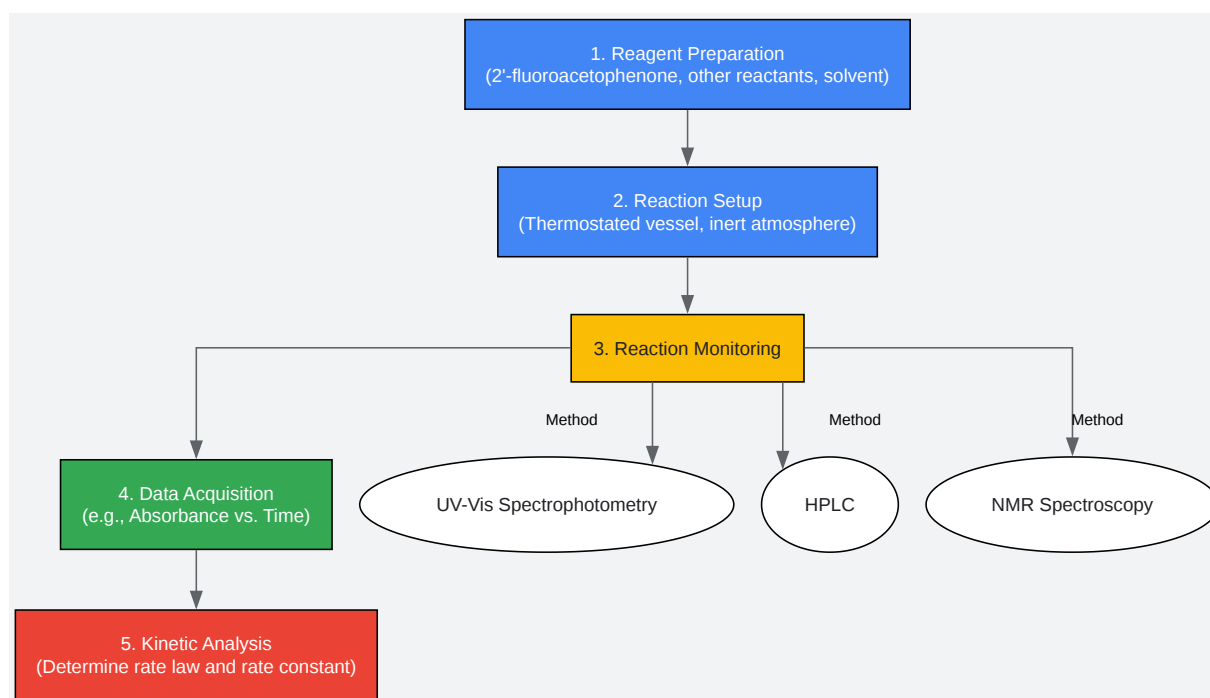 1. Reagent Preparation
(2'-fluoroacetophenone, other reactants, solvent)
2. Reaction Setup
(Thermostated vessel, inert atmosphere)
3. Reaction Monitoring
Method
Method
Method
4. Data Acquisition
(e.g., Absorbance vs. Time)
UV-Vis Spectrophotometry
HPLC
NMR Spectroscopy
5. Kinetic Analysis
(Determine rate law and rate constant)